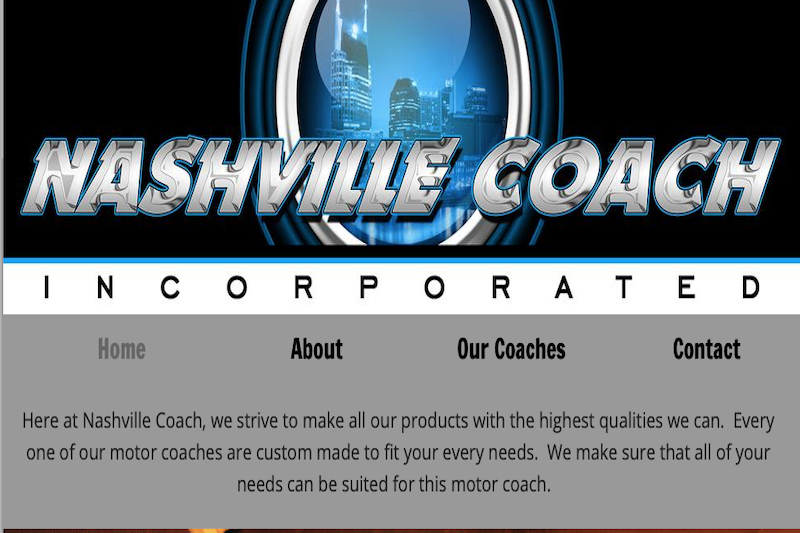 NASHVILLE COACH
INCORPORATED
Home About Our Coaches Contact
Here at Nashville Coach, we strive to make all our products with the highest qualities we can.  Every
one of our motor coaches are custom made to fit your every needs.  We make sure that all of your
needs can be suited for this motor coach.